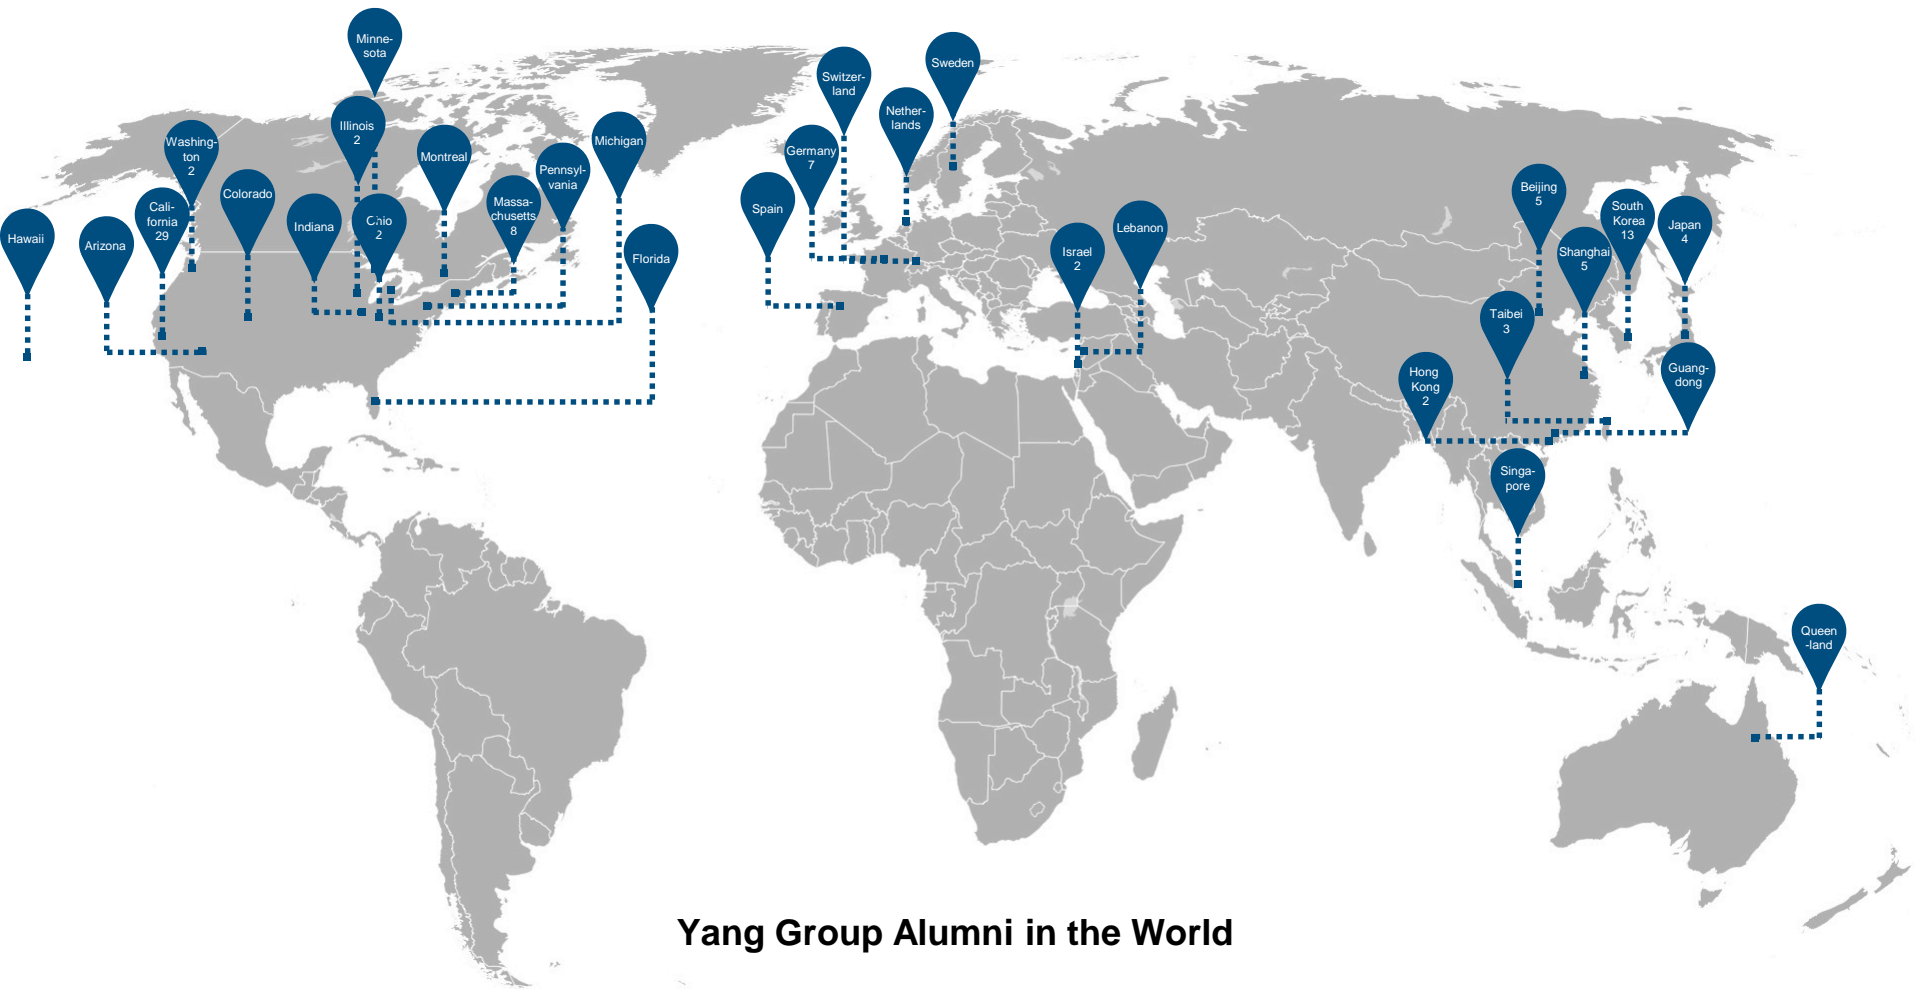 Minne-
sota
Switzer-
land
Sweden
Nether-
lands
Illinois
2
Washing-
ton
2
Montreal
Michigan
Germany
7
Pennsyl-
vania
Colorado
Cali-
fornia
29
Massa-
chusetts
8
Spain
Hawaii
Arizona
Indiana
Ohio
2
Florida
Israel
2
Lebanon
Beijing
5
South
Korea
13
Japan
4
Shanghai
5
Taibei
3
Hong
Kong
2
Guang-
dong
Singa-
pore
Queen
-land
Yang Group Alumni in the World